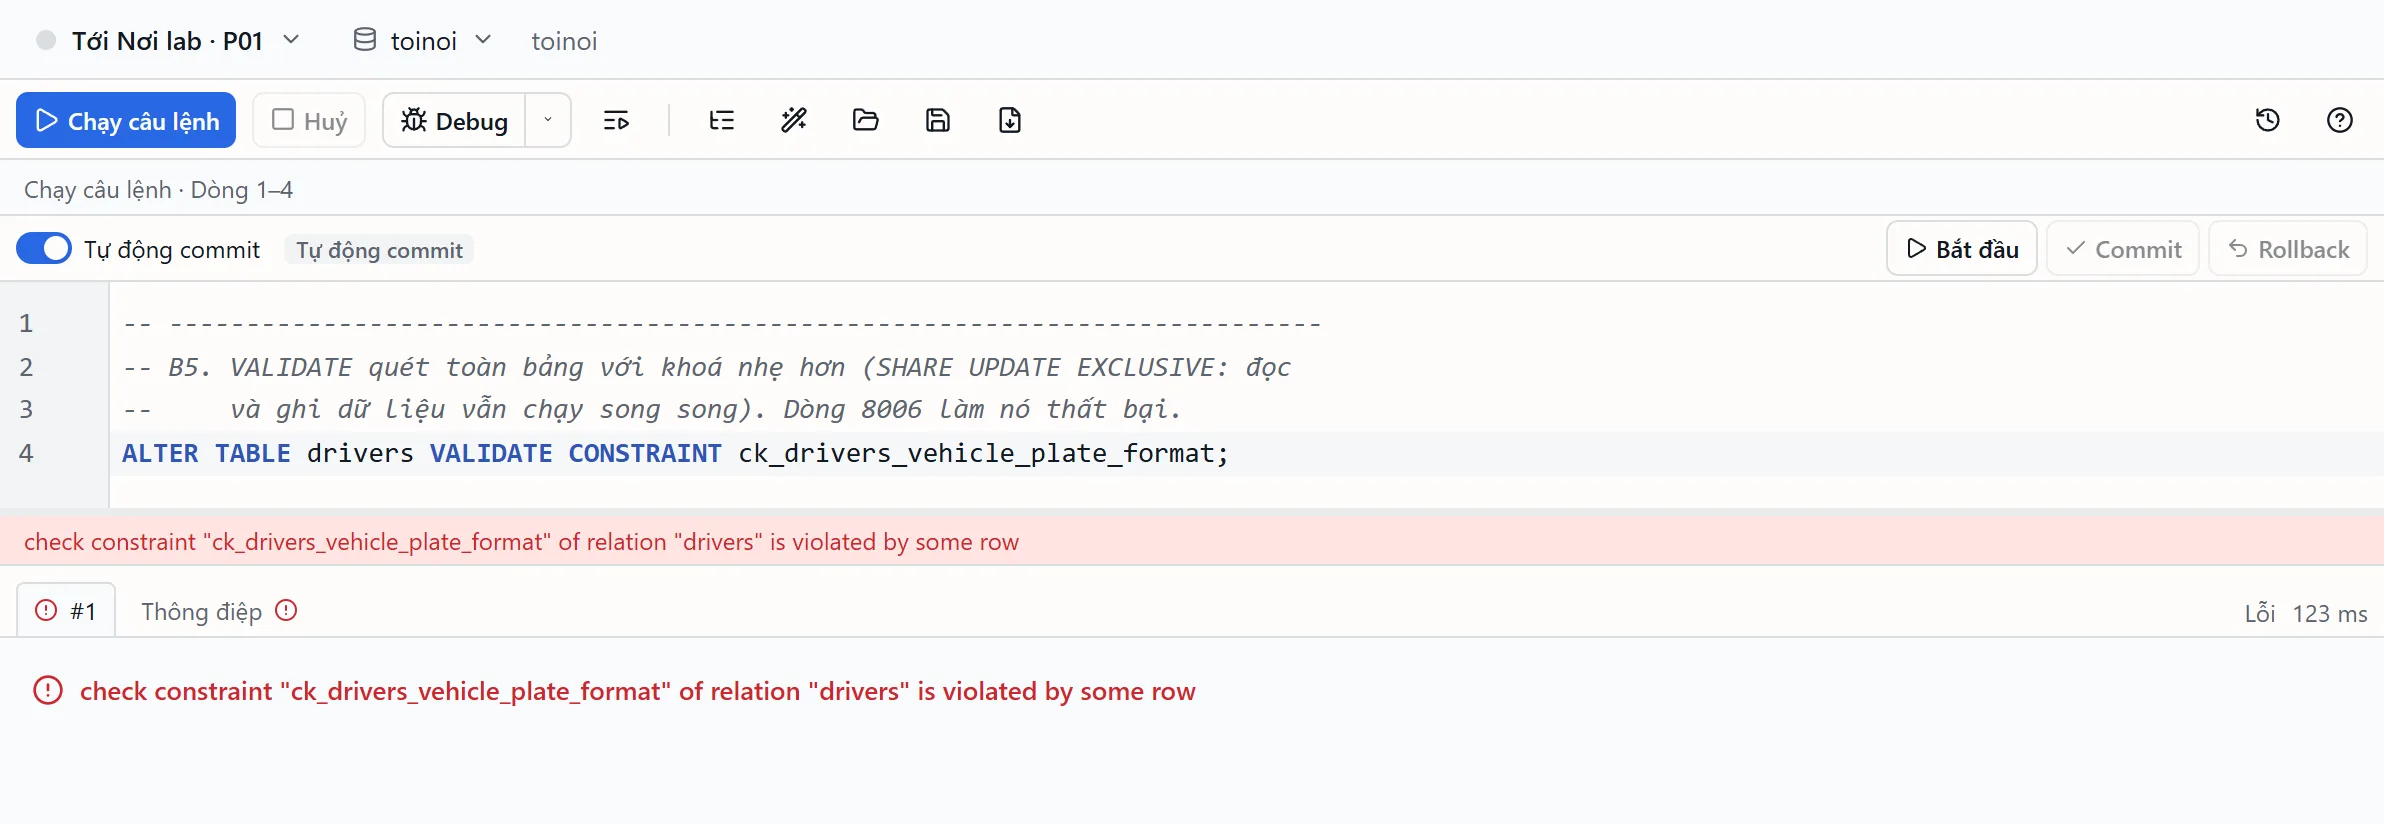 Tới Nơi lab · P01 toinoi toinoi
Chạy câu lệnh Huỷ Debug
Chạy câu lệnh · Dòng 1–4
Tự động commit Tự động commit Bắt đầu Commit Rollback
1 -- ---------------------------------------------------------------------------
2 -- B5. VALIDATE quét toàn bảng với khoá nhẹ hơn (SHARE UPDATE EXCLUSIVE: đọc
3 --     và ghi dữ liệu vẫn chạy song song). Dòng 8006 làm nó thất bại.
4 ALTER TABLE drivers VALIDATE CONSTRAINT ck_drivers_vehicle_plate_format;
check constraint "ck_drivers_vehicle_plate_format" of relation "drivers" is violated by some row
#1 Thông điệp Lỗi 123 ms
check constraint "ck_drivers_vehicle_plate_format" of relation "drivers" is violated by some row